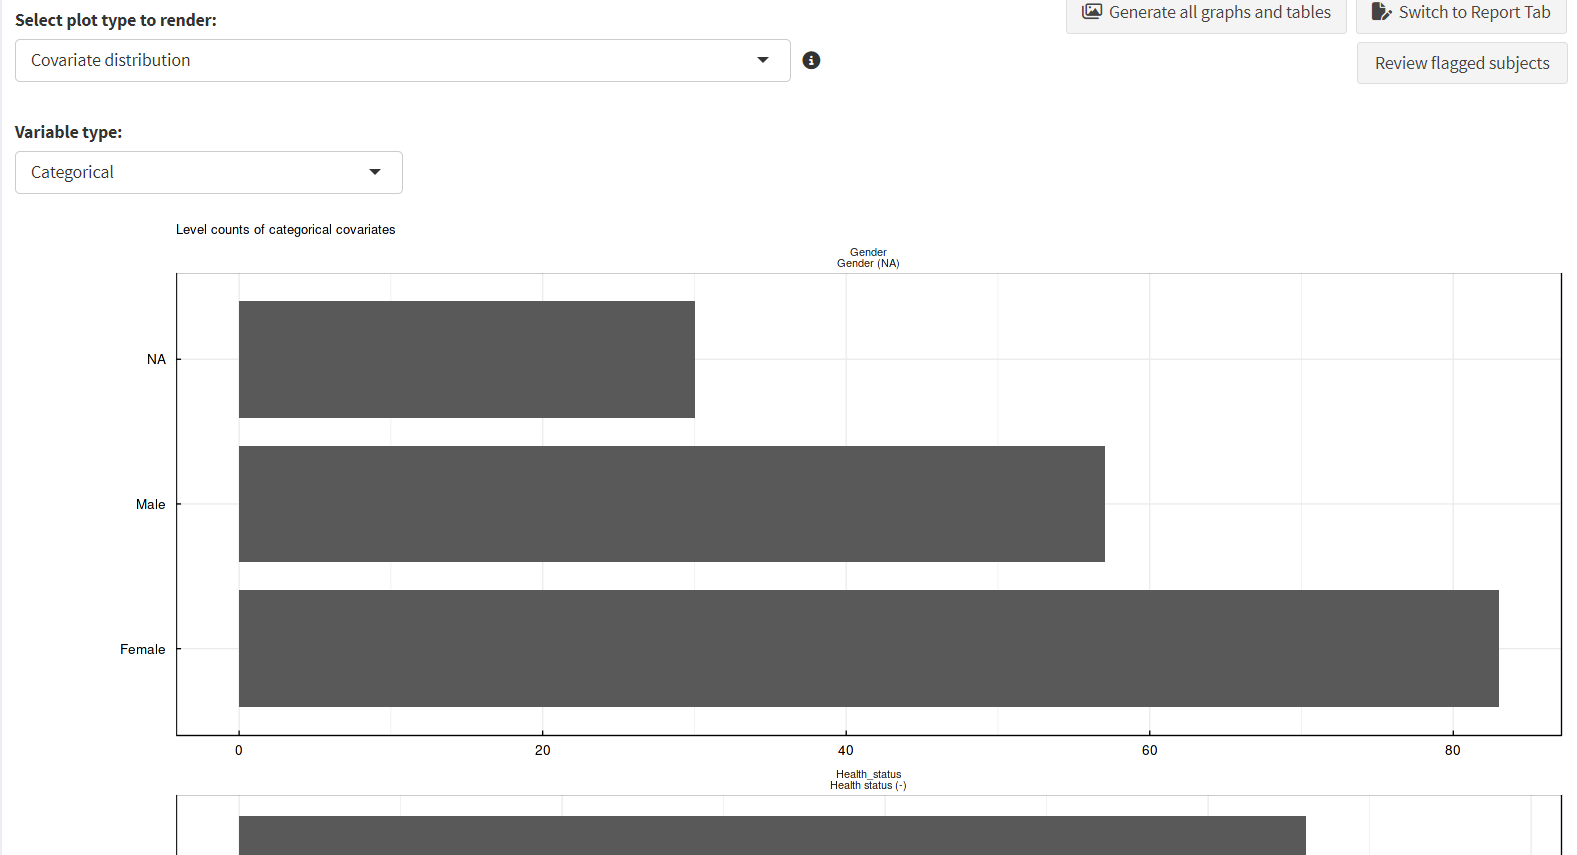 Select plot type to render:
Generate all graphs and tables
Switch to Report Tab
Covariate distribution
Review flagged subjects
Variable type:
Categorical
Level counts of categorical covariates
Gender
Gender (NA)
NA
Male
Female
0 20 40 60 80
Health_status
Health status (-)